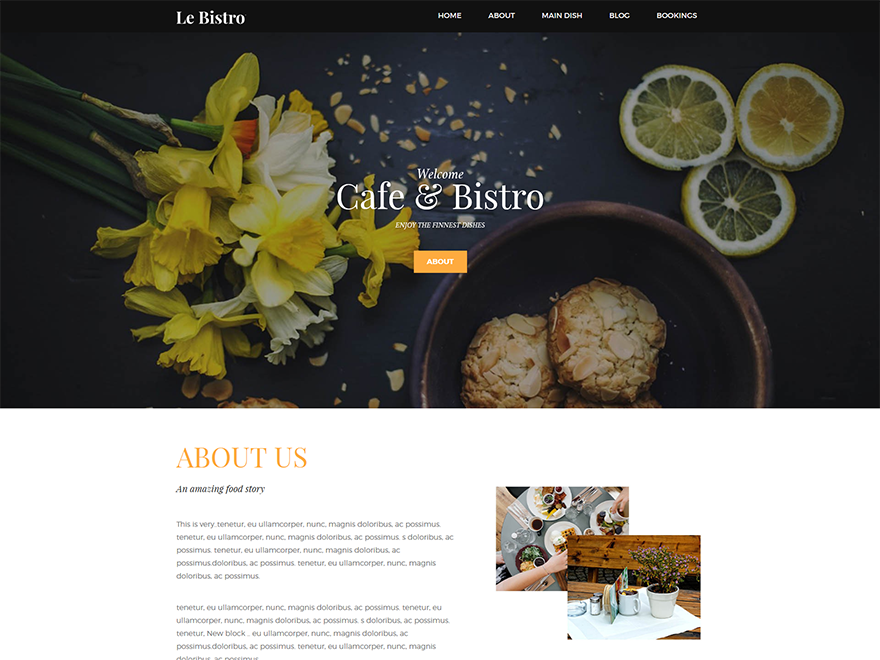 Le Bistro
HOME ABOUT MAIN DISH BLOG BOOKINGS
Welcome
Cafe & Bistro
ENJOY THE FINNEST DISHES
ABOUT
ABOUT US
An amazing food story
This is very.tenetur, eu ullamcorper, nunc, magnis doloribus, ac possimus.
tenetur, eu ullamcorper, nunc, magnis doloribus, ac possimus. s doloribus, ac
possimus. tenetur, eu ullamcorper, nunc, magnis doloribus, ac
possimus.doloribus, ac possimus. tenetur, eu ullamcorper, nunc, magnis
doloribus, ac possimus.
tenetur, eu ullamcorper, nunc, magnis doloribus, ac possimus. tenetur, eu
ullamcorper, nunc, magnis doloribus, ac possimus. s doloribus, ac possimus.
tenetur, New block .. eu ullamcorper, nunc, magnis doloribus, ac
possimus.doloribus, ac possimus. tenetur, eu ullamcorper, nunc, magnis
doloribus, ac possimus.